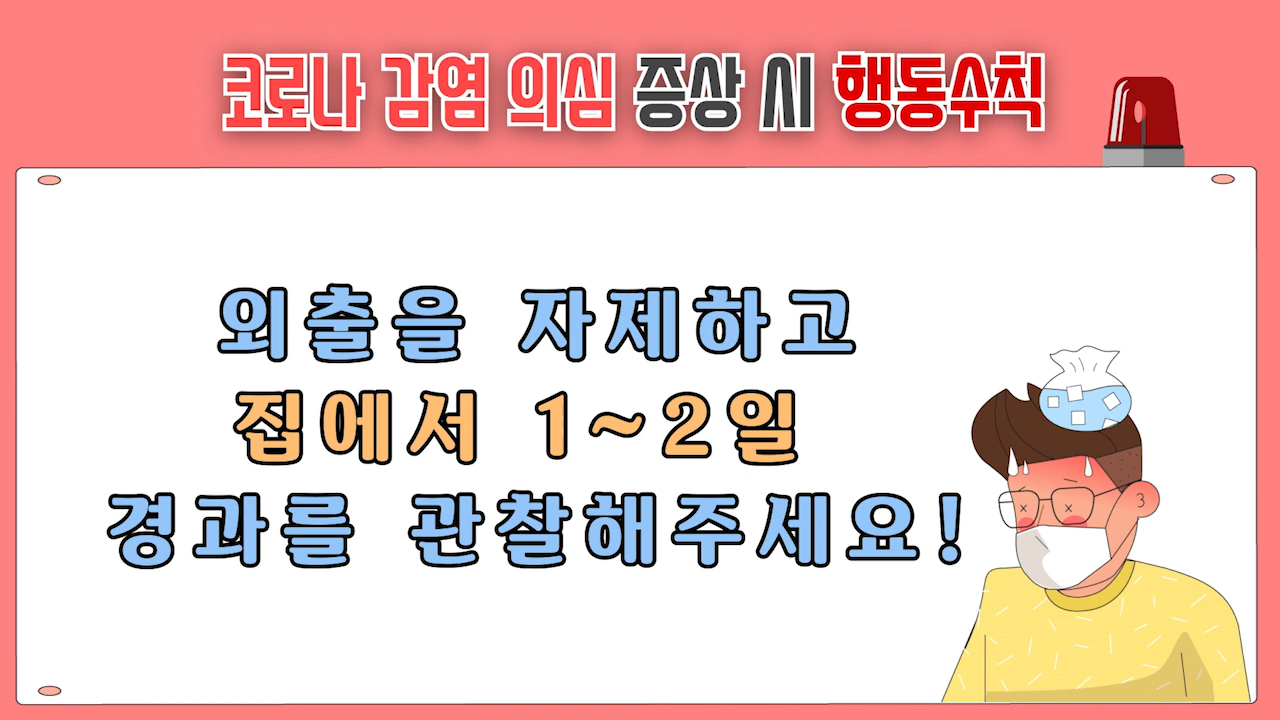 코로나 감염 의심 증상 시 행동수칙
외출을 자제하고
집에서 1~2일
경과를 관찰해주세요!